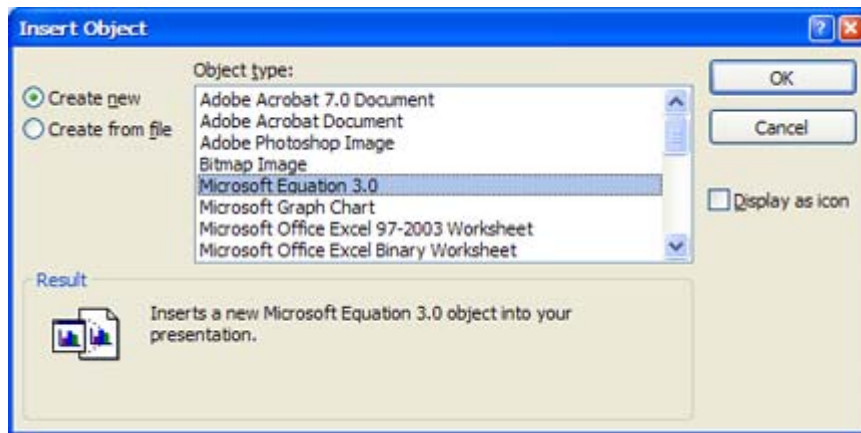 Insert Object
Object type:
Create new
Create from file
Adobe Acrobat 7.0 Document
Adobe Acrobat Document
Adobe Photoshop Image
Bitmap Image
Microsoft Equation 3.0
Microsoft Graph Chart
Microsoft Office Excel 97-2003 Worksheet
Microsoft Office Excel Binary Worksheet
OK
Cancel
Display as icon
Result
Inserts a new Microsoft Equation 3.0 object into your
presentation.